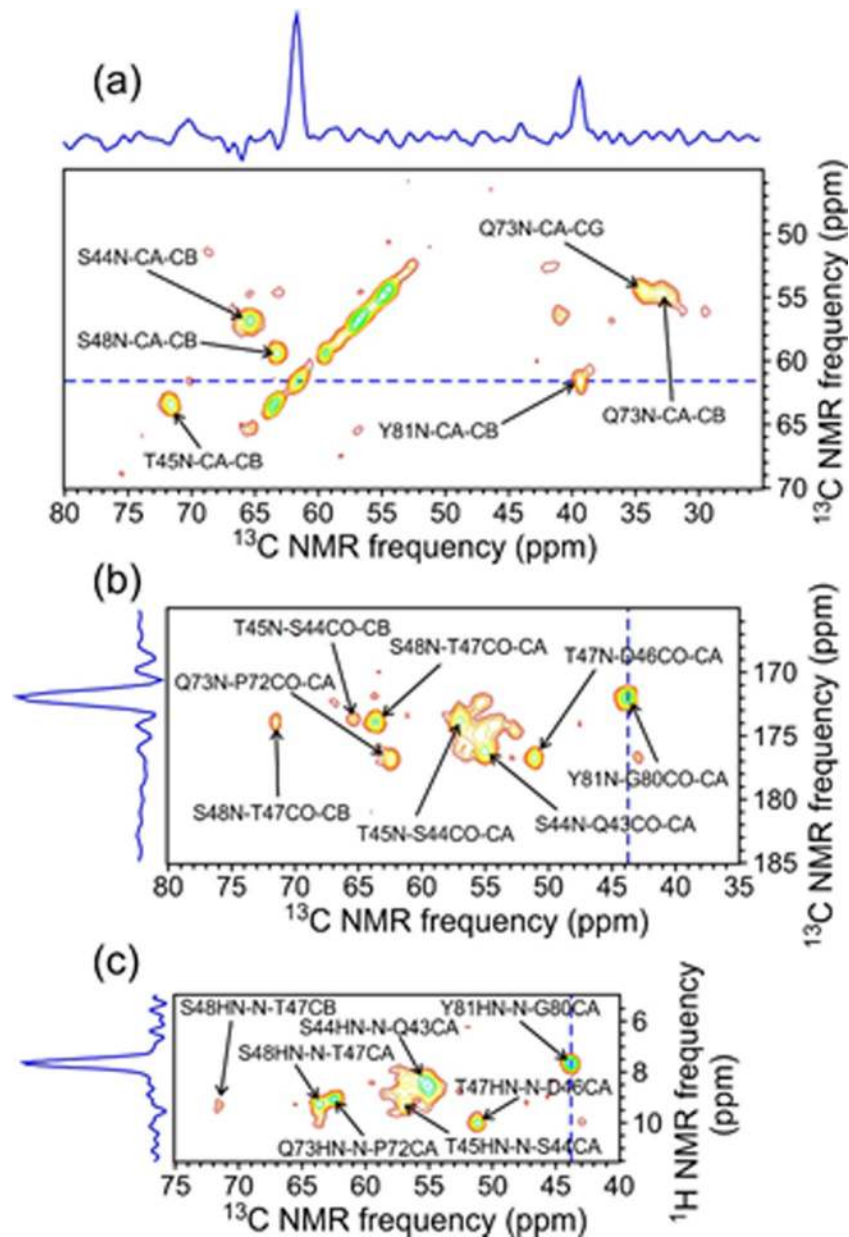 (a)
Q73N-CA-CG
S44N-CA-CB
S48N-CA-CB
Y81N-CA-CB
Q73N-CA-CB
T45N-CA-CB
50
55
60
65
70
13C NMR frequency (ppm)
80 75 70 65 60 55 50 45 40 35 30
13C NMR frequency (ppm)
(b)
T45N-S44CO-CB
S48N-T47CO-CA
Q73N-P72CO-CA
T47N-D46CO-CA
Y81N-G80CO-CA
S48N-T47CO-CB
T45N-S44CO-CA
S44N-Q43CO-CA
170
175
180
185
13C NMR frequency (ppm)
80 75 70 65 60 55 50 45 40 35
13C NMR frequency (ppm)
(c)
S48HN-N-T47CB
Y81HN-N-G80CA
S44HN-N-Q43CA
S48HN-N-T47CA
T47HN-N-D46CA
Q73HN-N-P72CA
T45HN-N-S44CA
6
8
10
1H NMR frequency
(ppm)
75 70 65 60 55 50 45 40
13C NMR frequency (ppm)